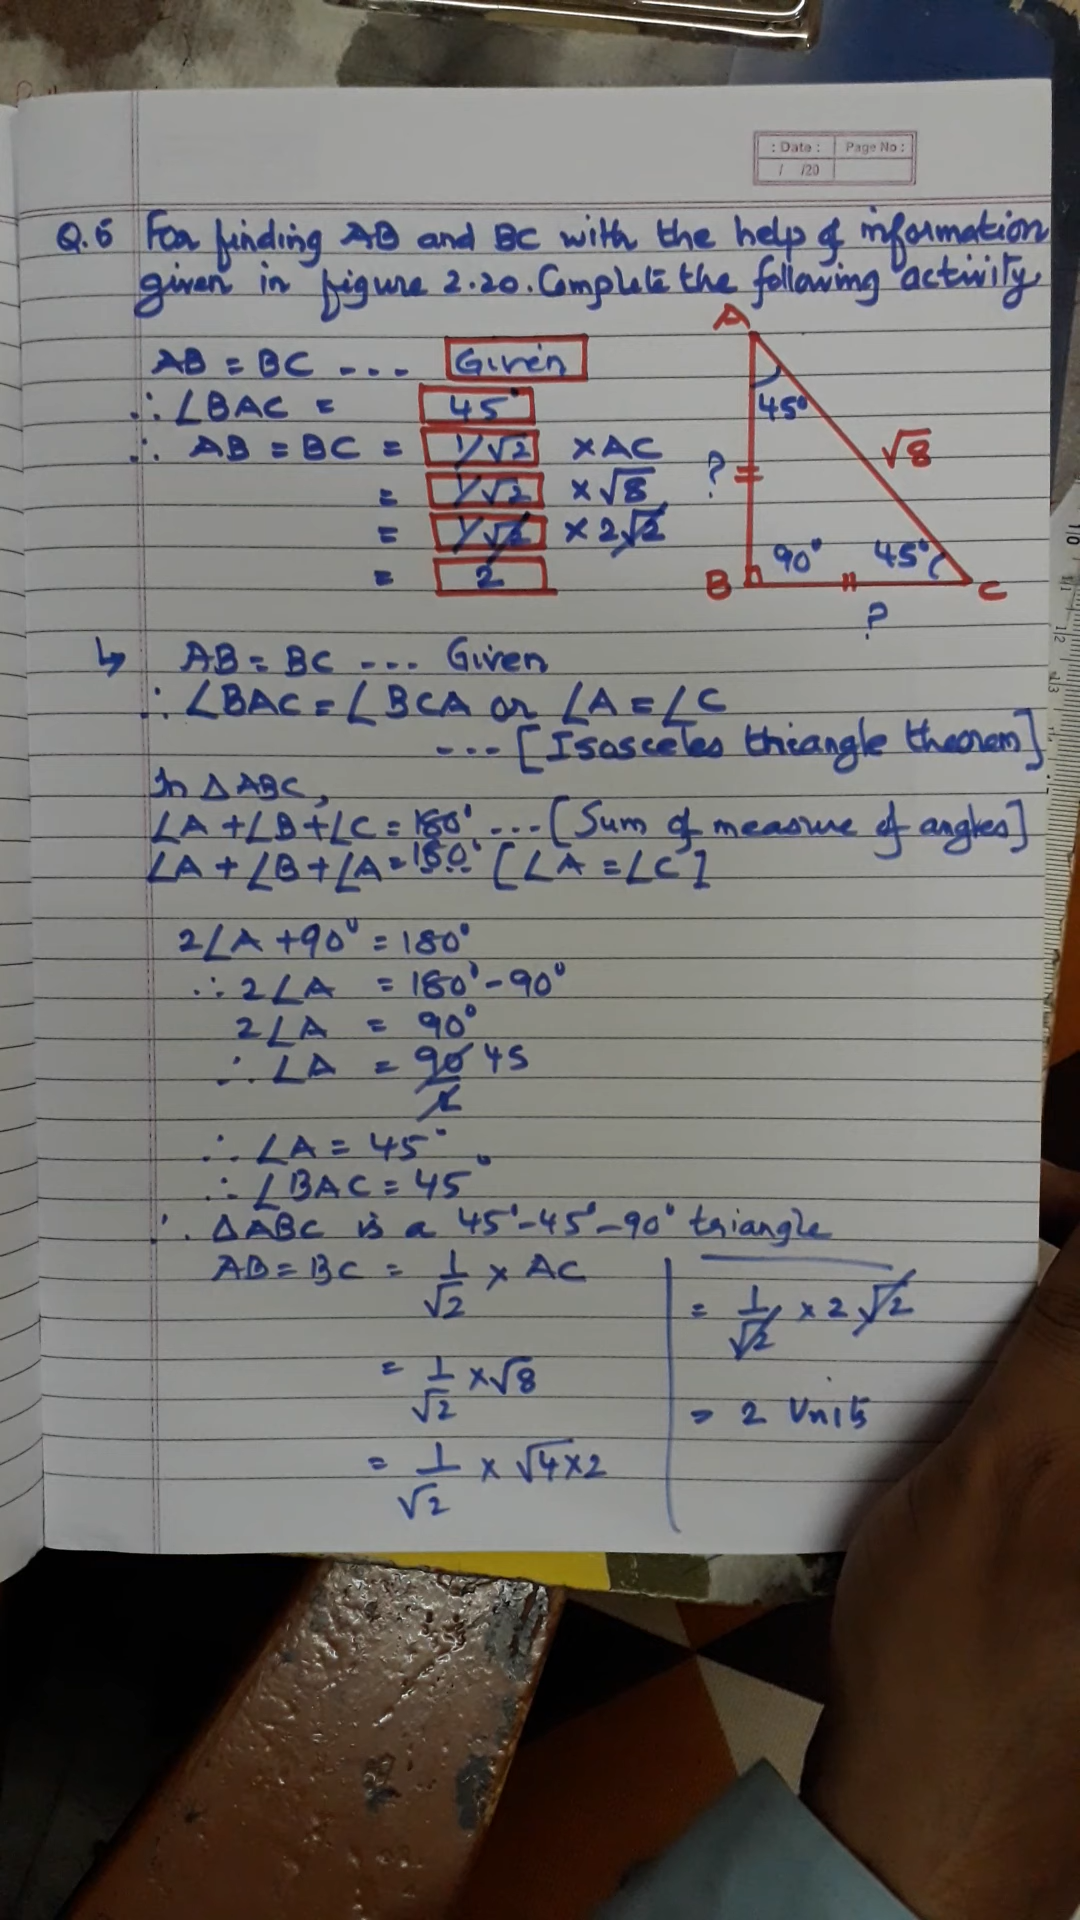 : Date :
Page No :
/ /20
Q.6 For finding AB and BC with the help of information
given in figure 2.20. Complete the following activity
AB = BC ---- Given
∴ ∠BAC = 45°
∴ AB = BC = 1/√2 × AC
= 1/√2 × √8
= 1/√2 × 2√2
= 2
A
45°
√8
?
B
90°
45°
C
?
↳ AB = BC ---- Given
∴ ∠BAC = ∠BCA or ∠A = ∠C
---- [Isosceles triangle theorem]
In △ABC,
∠A + ∠B + ∠C = 180° ---- [Sum of measure of angles]
∠A + ∠B + ∠A = 180° [∠A = ∠C]
2∠A + 90° = 180°
∴ 2∠A = 180° - 90°
2∠A = 90°
∴ ∠A = 90/2 45
∴ ∠A = 45°
∴ ∠BAC = 45°
∴ △ABC is a 45°-45°-90° triangle
AB = BC = 1/√2 × AC
= 1/√2 × √8
= 1/√2 × √4×2
= 1/√2 × 2√2
= 2 Units